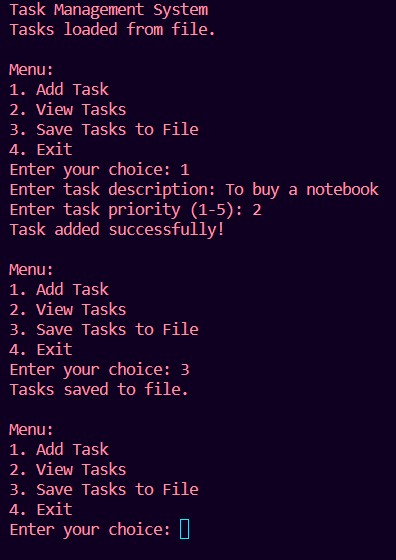 Task Management System
Tasks loaded from file.
Menu:
1. Add Task
2. View Tasks
3. Save Tasks to File
4. Exit
Enter your choice: 1
Enter task description: To buy a notebook
Enter task priority (1-5): 2
Task added successfully!
Menu:
1. Add Task
2. View Tasks
3. Save Tasks to File
4. Exit
Enter your choice: 3
Tasks saved to file.
Menu:
1. Add Task
2. View Tasks
3. Save Tasks to File
4. Exit
Enter your choice: